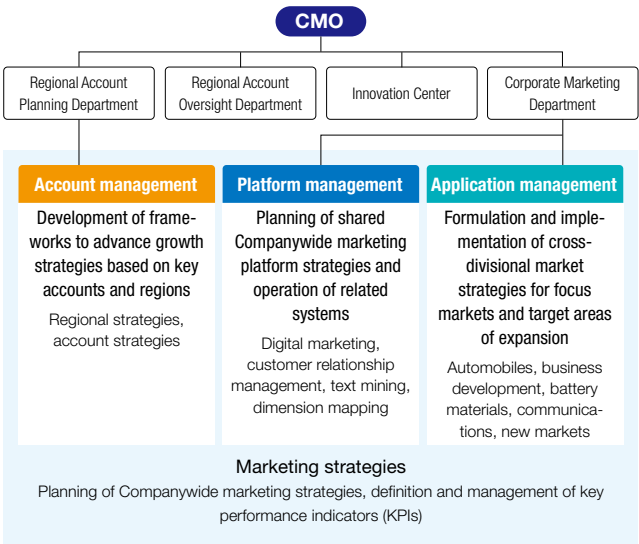 CMO
Regional Account
Planning Department
Regional Account
Oversight Department
Innovation Center
Corporate Marketing
Department
Account management
Development of frame-
works to advance growth
strategies based on key
accounts and regions
Regional strategies,
account strategies
Platform management
Planning of shared
Companywide marketing
platform strategies and
operation of related
systems
Digital marketing,
customer relationship
management, text mining,
dimension mapping
Application management
Formulation and imple-
mentation of cross-
divisional market
strategies for focus
markets and target areas
of expansion
Automobiles, business
development, battery
materials, communica-
tions, new markets
Marketing strategies
Planning of Companywide marketing strategies, definition and management of key
performance indicators (KPIs)